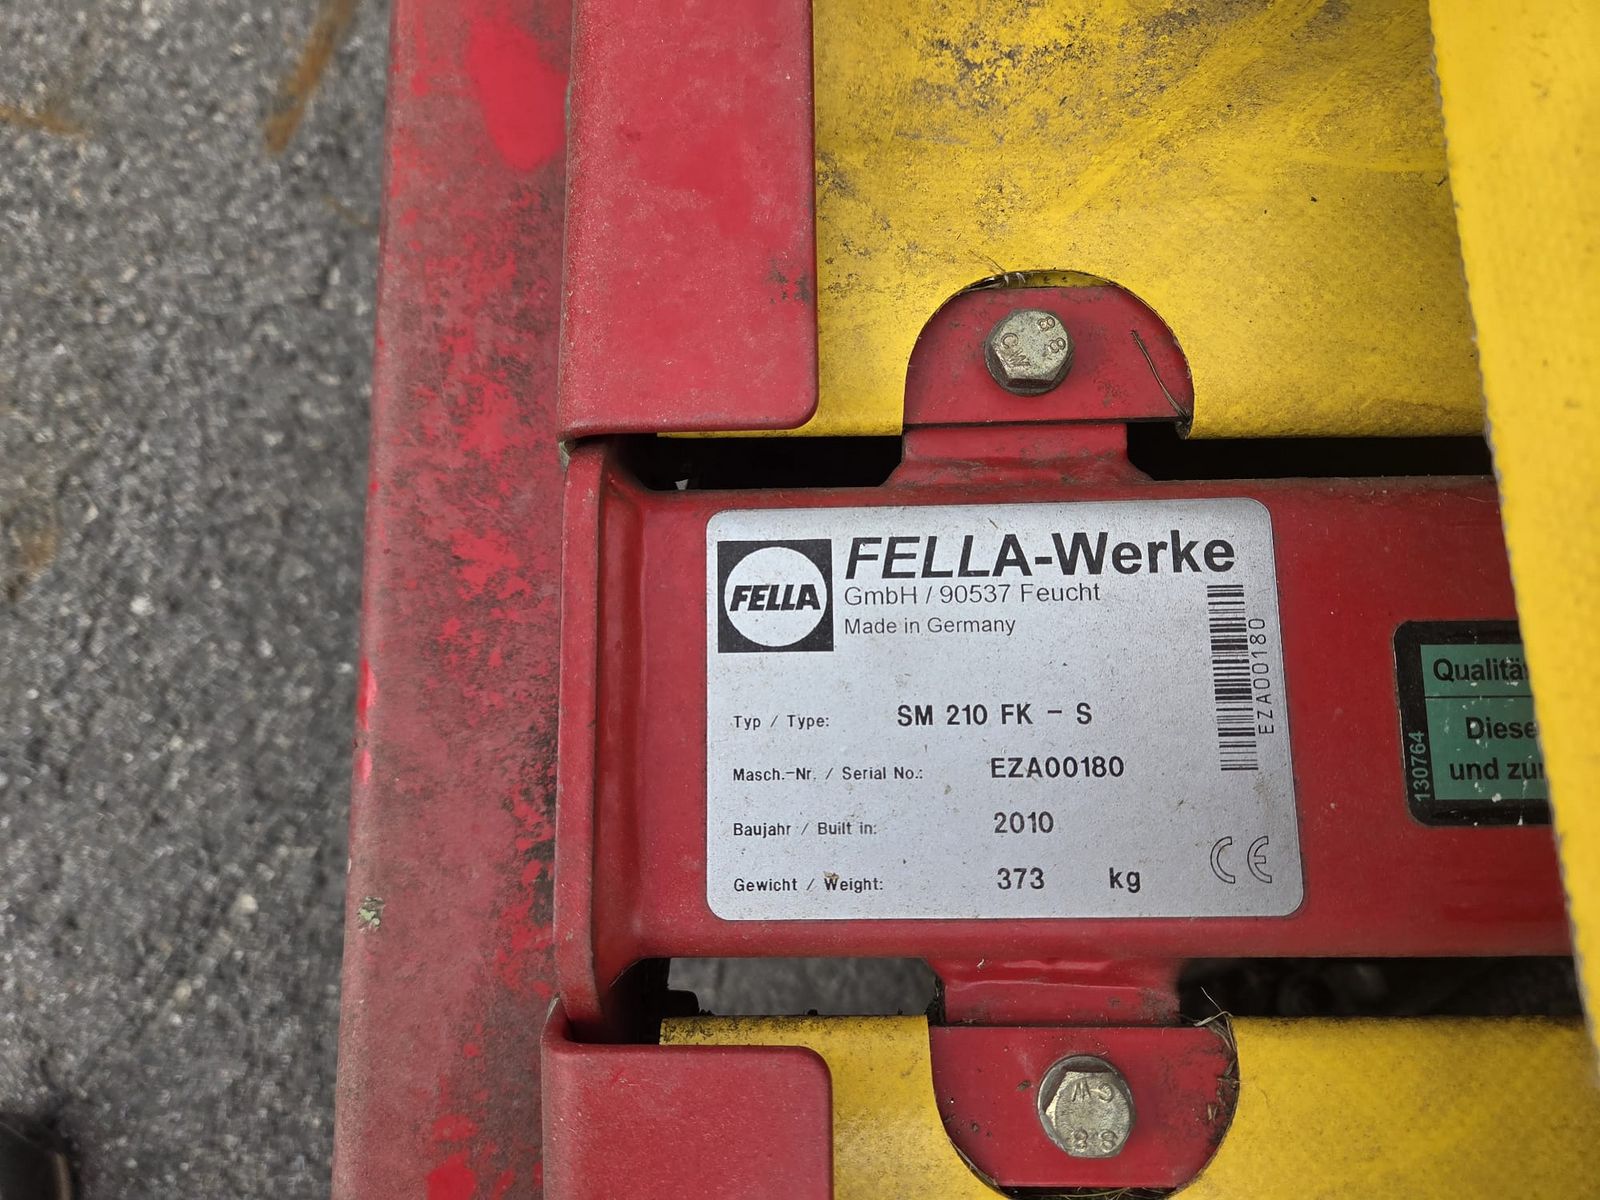 FELLA
FELLA-Werke
GmbH / 90537 Feucht
Made in Germany
Typ / Type: SM 210 FK - S
Masch.-Nr. / Serial No.: EZA00180
Baujahr / Built in: 2010
Gewicht / Weight: 373 kg
CE
EZA00180
Diese
und
130764
8.8
CW
CW
8.8